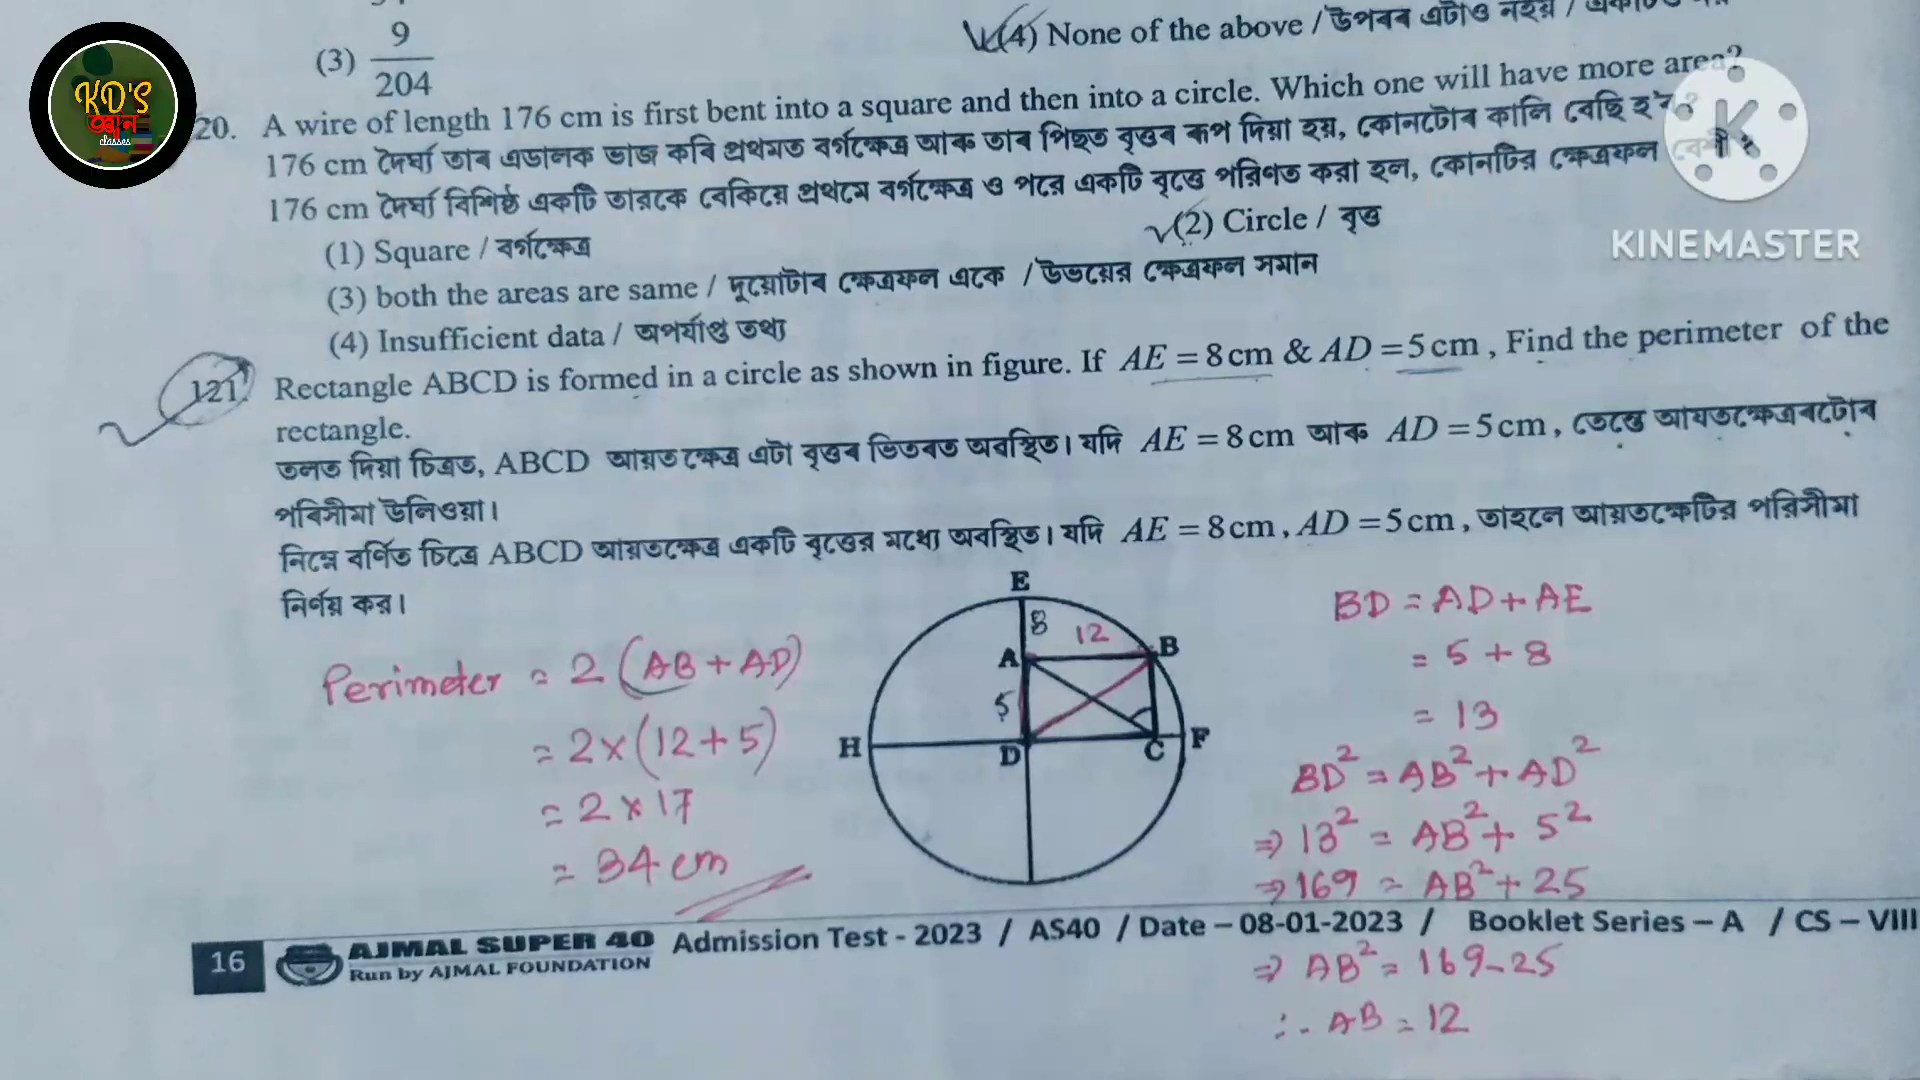 KD'S
জ্ঞান
classes
(3) 9/204
(4) None of the above / উপৰৰ এটাও নহয় /
20. A wire of length 176 cm is first bent into a square and then into a circle. Which one will have more area?
176 cm দৈৰ্ঘ্য তাৰ এডালক ভাজ কৰি প্ৰথমত বৰ্গক্ষেত্ৰ আৰু তাৰ পিছত বৃত্তৰ ৰূপ দিয়া হয়, কোনটোৰ কালি বেছি
176 cm দৈর্ঘ্য বিশিষ্ঠ একটি তারকে বেকিয়ে প্রথমে বর্গক্ষেত্র ও পরে একটি বৃত্তে পরিণত করা হল, কোনটির ক্ষেত্রফল
(1) Square / বৰ্গক্ষেত্ৰ
(2) Circle / বৃত্ত
(3) both the areas are same / দুয়োটাৰ ক্ষেত্ৰফল একে / উভয়ের ক্ষেত্রফল সমান
(4) Insufficient data / অপর্যাপ্ত তথ্য
KINEMASTER
121. Rectangle ABCD is formed in a circle as shown in figure. If AE = 8 cm & AD = 5 cm , Find the perimeter of the
rectangle.
তলত দিয়া চিত্ৰত, ABCD আয়তক্ষেত্ৰ এটা বৃত্তৰ ভিতৰত অৱস্থিত। যদি AE = 8 cm আৰু AD = 5 cm , তেন্তে আয়তক্ষেত্ৰৰটোৰ
পৰিসীমা উলিওৱা।
নিম্নে বর্ণিত চিত্রে ABCD আয়তক্ষেত্র একটি বৃত্তের মধ্যে অবস্থিত। যদি AE = 8 cm , AD = 5 cm , তাহলে আয়তক্ষেটির পরিসীমা
নির্ণয় কর।
Perimeter = 2 (AB + AD)
= 2 × (12 + 5)
= 2 × 17
= 34 cm
E
8
12
A
B
5
H
D
C
F
BD = AD + AE
= 5 + 8
= 13
BD² = AB² + AD²
⇒ 13² = AB² + 5²
⇒ 169 = AB² + 25
⇒ AB² = 169 - 25
∴ AB = 12
16 AJMAL SUPER 40 Admission Test - 2023 / AS40 / Date – 08-01-2023 / Booklet Series – A / CS – VIII
Run by AJMAL FOUNDATION